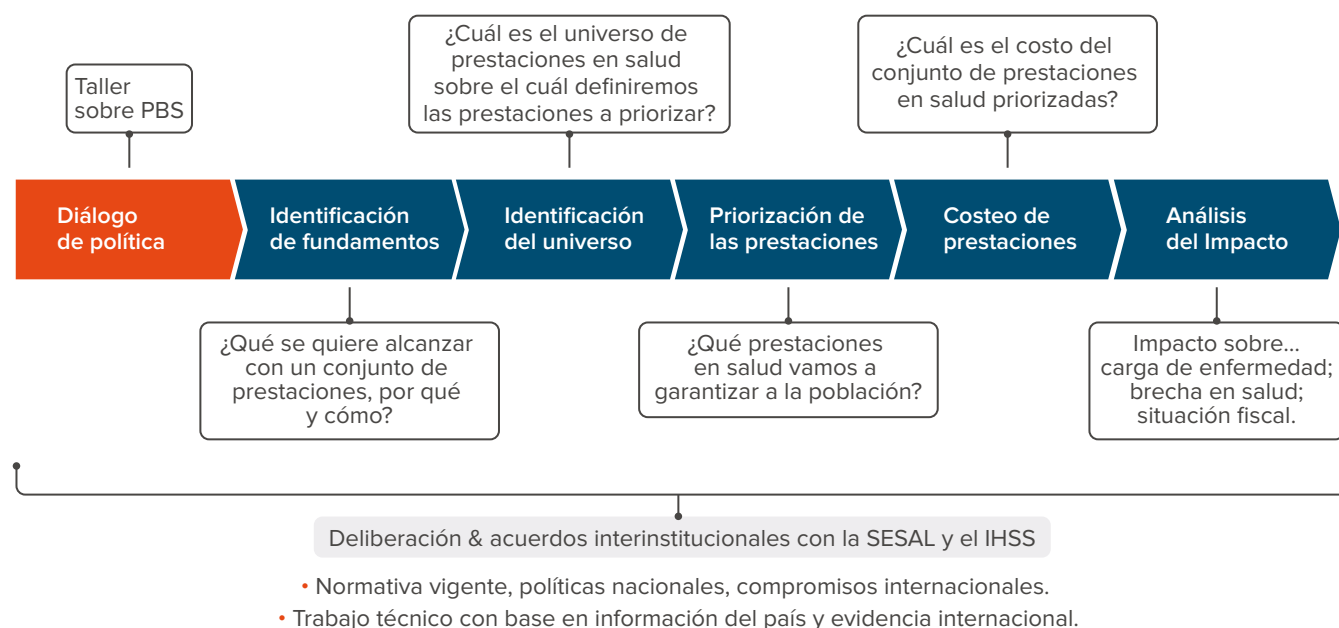 Taller
sobre PBS
¿Cuál es el universo de
prestaciones en salud
sobre el cuál definiremos
las prestaciones a priorizar?
¿Cuál es el costo del
conjunto de prestaciones
en salud priorizadas?
Diálogo
de política
Identificación
de fundamentos
Identificación
del universo
Priorización de
las prestaciones
Costeo de
prestaciones
Análisis
del Impacto
¿Qué se quiere alcanzar
con un conjunto de
prestaciones, por qué
y cómo?
¿Qué prestaciones
en salud vamos a
garantizar a la población?
Impacto sobre...
carga de enfermedad;
brecha en salud;
situación fiscal.
Deliberación & acuerdos interinstitucionales con la SESAL y el IHSS
• Normativa vigente, políticas nacionales, compromisos internacionales.
• Trabajo técnico con base en información del país y evidencia internacional.